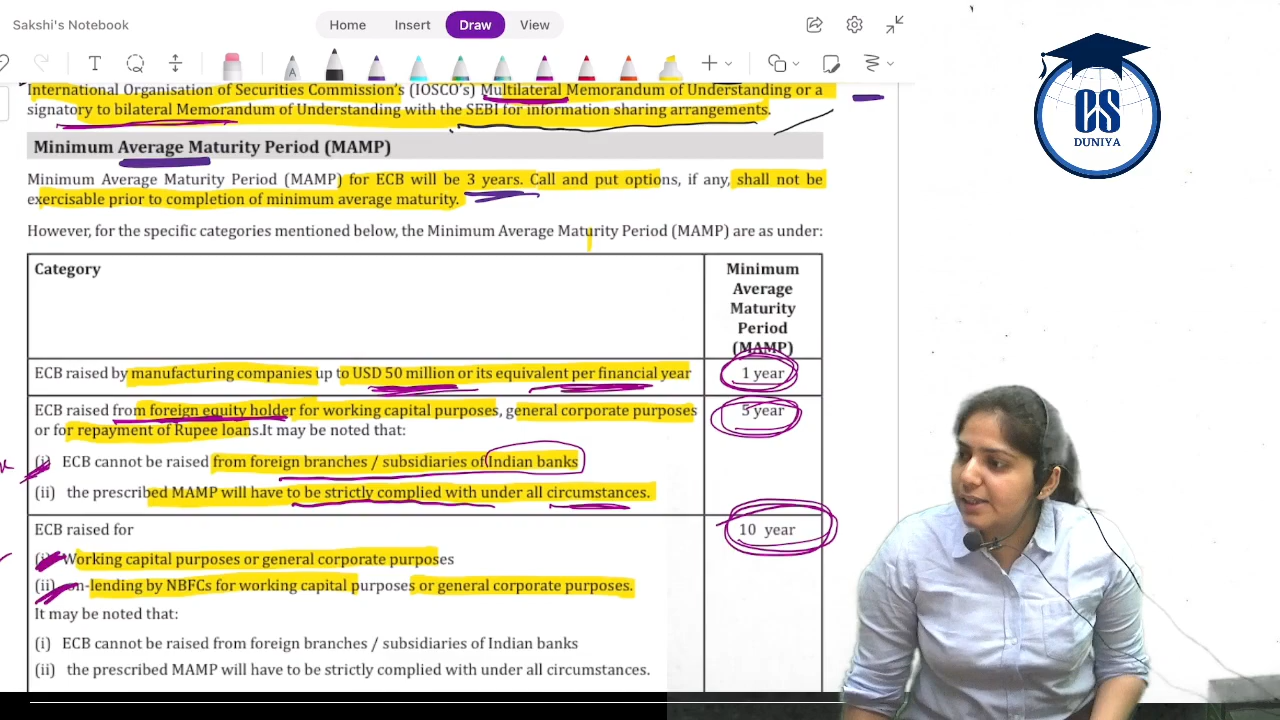 Sakshi's Notebook
Home Insert Draw View
International Organisation of Securities Commission's (IOSCO's) Multilateral Memorandum of Understanding or a
signatory to bilateral Memorandum of Understanding with the SEBI for information sharing arrangements.
Minimum Average Maturity Period (MAMP)
Minimum Average Maturity Period (MAMP) for ECB will be 3 years. Call and put options, if any, shall not be
exercisable prior to completion of minimum average maturity.
However, for the specific categories mentioned below, the Minimum Average Maturity Period (MAMP) are as under:
Category
Minimum
Average
Maturity
Period
(MAMP)
ECB raised by manufacturing companies up to USD 50 million or its equivalent per financial year
1 year
ECB raised from foreign equity holder for working capital purposes, general corporate purposes
or for repayment of Rupee loans.It may be noted that:
5 year
(i) ECB cannot be raised from foreign branches / subsidiaries of Indian banks
(ii) the prescribed MAMP will have to be strictly complied with under all circumstances.
ECB raised for
10 year
(i) Working capital purposes or general corporate purposes
(ii) on-lending by NBFCs for working capital purposes or general corporate purposes.
It may be noted that:
(i) ECB cannot be raised from foreign branches / subsidiaries of Indian banks
(ii) the prescribed MAMP will have to be strictly complied with under all circumstances.
CS
DUNIYA